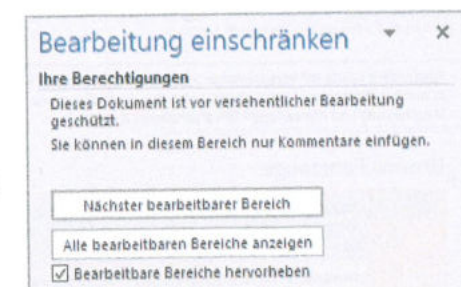 Bearbeitung einschränken
Ihre Berechtigungen
Dieses Dokument ist vor versehentlicher Bearbeitung
geschützt.
Sie können in diesem Bereich nur Kommentare einfügen.
Nächster bearbeitbarer Bereich
Alle bearbeitbaren Bereiche anzeigen
Bearbeitbare Bereiche hervorheben